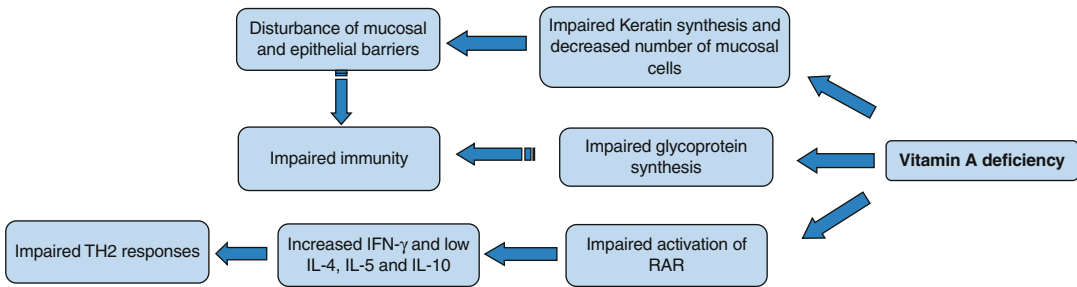 Disturbance of mucosal
and epithelial barriers
Impaired Keratin synthesis and
decreased number of mucosal
cells
Impaired immunity
Impaired glycoprotein
synthesis
Vitamin A deficiency
Impaired TH2 responses
Increased IFN-γ and low
IL-4, IL-5 and IL-10
Impaired activation of
RAR